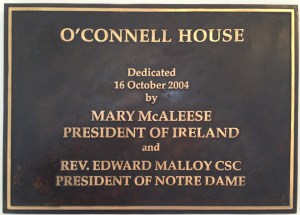 O'CONNELL HOUSE
Dedicated
16 October 2004
by
MARY McALEESE
PRESIDENT OF IRELAND
and
REV. EDWARD MALLOY CSC
PRESIDENT OF NOTRE DAME